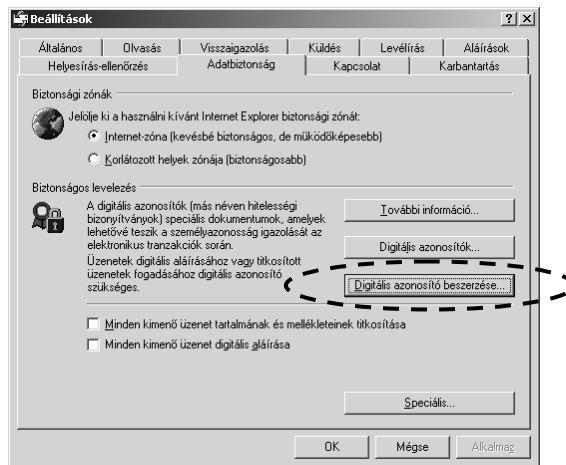 Beállítások
Általános Olvasás Visszaigazolás Küldés Levélírás Aláírások
Helyesírás-ellenőrzés Adatbiztonság Kapcsolat Karbantartás
Biztonsági zónák
Jelölje ki a használni kívánt Internet Explorer biztonsági zónát:
Internet-zóna (kevésbé biztonságos, de működőképesebb)
Korlátozott helyek zónája (biztonságosabb)
Biztonságos levelezés
A digitális azonosítók (más néven hitelességi
bizonyítványok) speciális dokumentumok, amelyek
lehetővé teszik a személyazonosság igazolását az
elektronikus tranzakciók során.
Üzenetek digitális aláírásához vagy titkosított
üzenetek fogadásához digitális azonosító
szükséges.
További információ...
Digitális azonosítók...
Digitális azonosító beszerzése...
Minden kimenő üzenet tartalmának és mellékleteinek titkosítása
Minden kimenő üzenet digitális aláírása
Speciális...
OK Mégse Alkalmaz